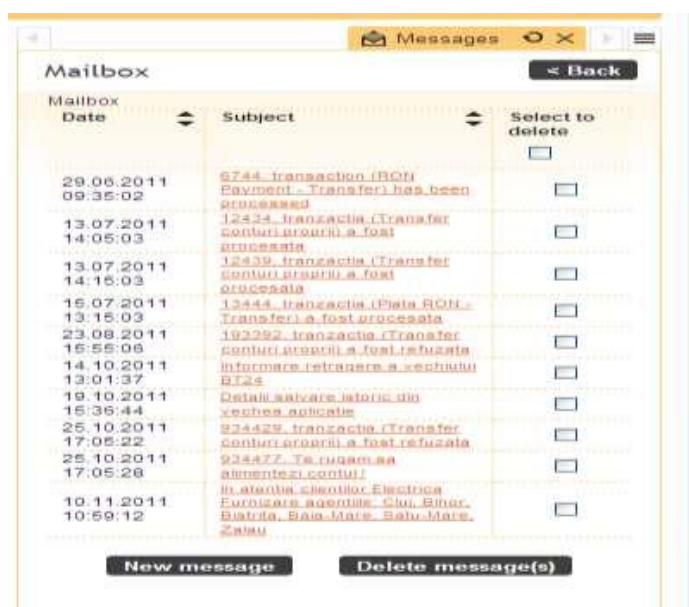 Messages
Mailbox
< Back
Mailbox
Date
Subject
Select to
delete
29.06.2011
09:35:02
6744, transaction (RON
Payment - Transfer) has been
processed
13.07.2011
14:05:03
12434, tranzactia (Transfer
conturi proprii) a fost
procesata
13.07.2011
14:15:03
12439, tranzactia (Transfer
conturi proprii) a fost
procesata
15.07.2011
13:15:03
13444, tranzactia (Plata RON -
Transfer) a fost procesata
23.08.2011
15:55:06
193392, tranzactia (Transfer
conturi proprii) a fost refuzata
14.10.2011
13:01:37
Informare retragere a vechiului
BT24
19.10.2011
15:36:44
Detalii salvare istoric din
vechea aplicatie
25.10.2011
17:05:22
934429, tranzactia (Transfer
conturi proprii) a fost refuzata
25.10.2011
17:05:28
934477, Te rugam sa
alimentezi contul!
10.11.2011
10:59:12
In atentia clientilor Electrica
Furnizare agentiile: Cluj, Bihor,
Bistrita, Baia-Mare, Satu-Mare,
Zalau
New message
Delete message(s)